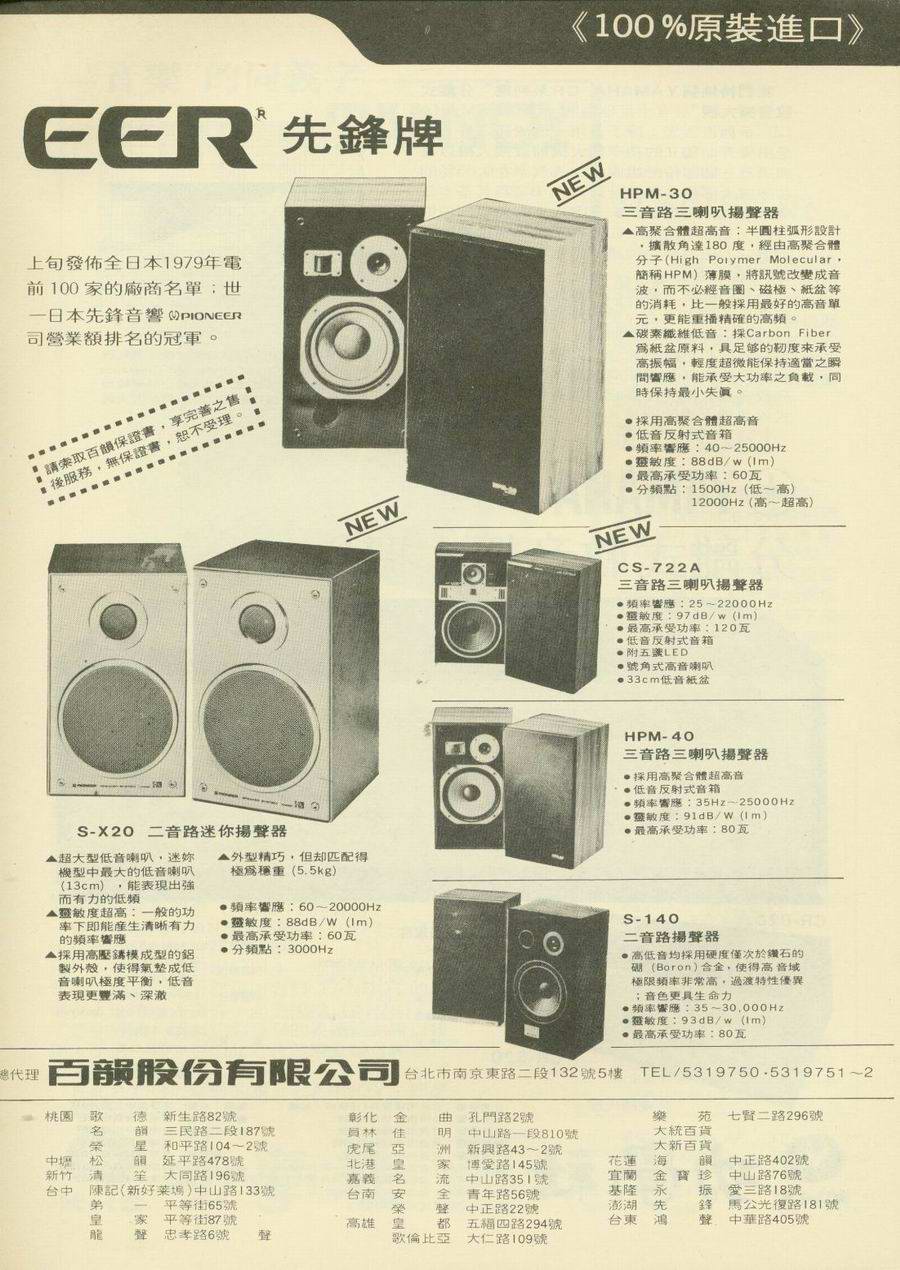 《100%原裝進口》
EER® 先鋒牌
上旬發佈全日本1979年電
前100家的廠商名單；世
一日本先鋒音響 PIONEER
司營業額排名的冠軍。
請索取百韻保證書，享完善之售
後服務，無保證書，恕不受理。
NEW
HPM-30
三音路三喇叭揚聲器
▲高聚合體超高音：半圓柱弧形設計
，擴散角達180度，經由高聚合體
分子(High Polymer Molecular，
簡稱HPM) 薄膜，將訊號改變成音
波，而不必經音圈、磁極、紙盆等
的消耗，比一般採用最好的高音單
元，更能重播精確的高頻。
▲碳素纖維低音：採Carbon Fiber
爲紙盆原料，具足够的靭度來承受
高振幅，輕度超微能保持適當之瞬
間響應，能承受大功率之負載，同
時保持最小失眞。
●採用高聚合體超高音
●低音反射式音箱
●頻率響應：40～25000Hz
●靈敏度：88dB/w (1m)
●最高承受功率：60瓦
●分頻點：1500Hz (低～高)
12000Hz (高～超高)
NEW
CS-722A
三音路三喇叭揚聲器
●頻率響應：25～22000Hz
●靈敏度：97dB/w (1m)
●最高承受功率：120瓦
●低音反射式音箱
●附五盞LED
●號角式高音喇叭
●33cm低音紙盆
HPM-40
三音路三喇叭揚聲器
●採用高聚合體超高音
●低音反射式音箱
●頻率響應：35Hz～25000Hz
●靈敏度：91dB/W (1m)
●最高承受功率：80瓦
S-140
二音路揚聲器
●高低音均採用硬度僅次於鑽石的
硼 (Boron) 合金，使得高音域
極限頻率非常高，過渡特性優異
；音色更具生命力
●頻率響應：35～30,000Hz
●靈敏度：93dB/w (1m)
●最高承受功率：80瓦
NEW
PIONEER
PIONEER
S-X20 二音路迷你揚聲器
▲超大型低音喇叭，迷妳
機型中最大的低音喇叭
(13cm)，能表現出強
而有力的低頻
▲靈敏度超高：一般的功
率下即能産生清晰有力
的頻率響應
▲採用高壓鑄模成型的鋁
製外殼，使得氣墊成低
音喇叭極度平衡，低音
表現更豐滿、深澈
▲外型精巧，但却匹配得
極爲穩重 (5.5kg)
●頻率響應：60～20000Hz
●靈敏度：88dB/W (1m)
●最高承受功率：60瓦
●分頻點：3000Hz
總代理 百韻股份有限公司 台北市南京東路二段132號5樓 TEL/5319750·5319751～2
桃園 歌德 新生路82號
名韻 三民路二段187號
榮星 和平路104～2號
中壢 松韻 延平路478號
新竹 清笙 大同路196號
台中 陳記(新好萊塢)中山路133號
第一 平等街65號
皇家 平等街87號
龍聲 忠孝路6號 聲
彰化 金曲 孔門路2號
員林 佳明 中山路一段810號
虎尾 亞洲 新興路43～2號
北港 皇家 博愛路145號
嘉義 名流 中山路351號
台南 安全 青年路56號
榮聲 中正路22號
高雄 皇都 五福四路294號
歌倫比亞 大仁路109號
樂苑 七賢二路296號
大統百貨
大新百貨
花蓮 海韻 中正路402號
宜蘭 金寶珍 中山路76號
基隆 永振 愛三路18號
澎湖 先鋒 馬公光復路181號
台東 鴻聲 中華路405號